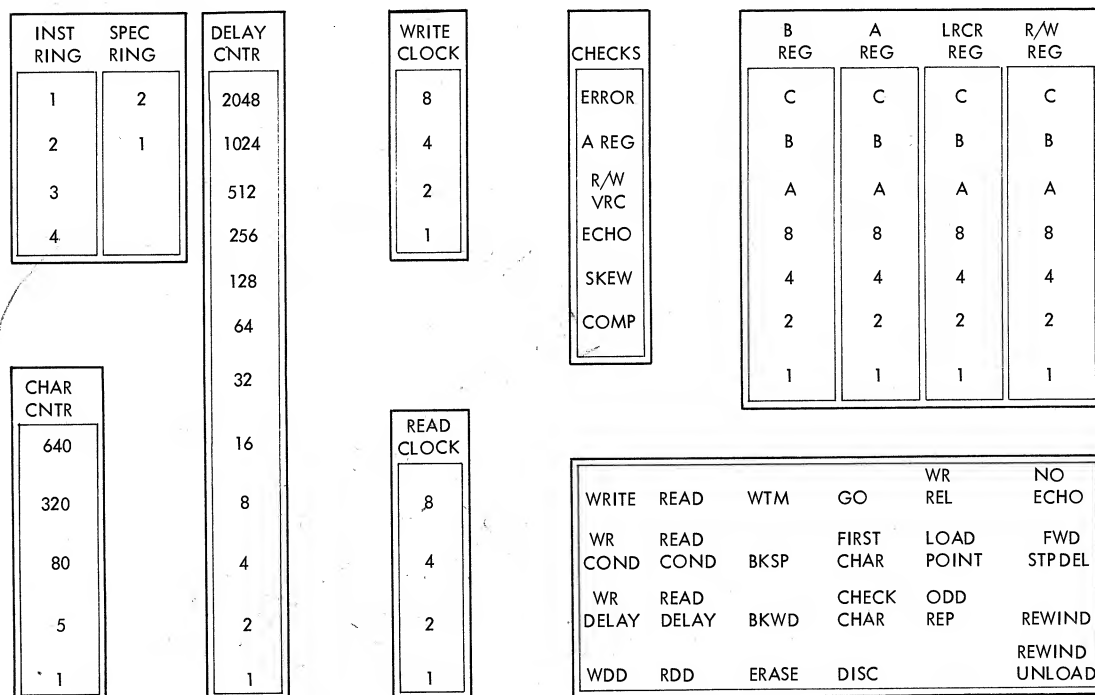 INST SPEC
RING RING
1 2
2 1
3
4
DELAY
CNTR
2048
1024
512
256
128
64
32
16
8
4
2
1
WRITE
CLOCK
8
4
2
1
CHECKS
ERROR
A REG
R/W
VRC
ECHO
SKEW
COMP
B A LRCR R/W
REG REG REG REG
C C C C
B B B B
A A A A
8 8 8 8
4 4 4 4
2 2 2 2
1 1 1 1
CHAR
CNTR
640
320
80
5
1
READ
CLOCK
8
4
2
1
WR NO
WRITE READ WTM GO REL ECHO
WR READ FIRST LOAD FWD
COND COND BKSP CHAR POINT STPDEL
WR READ CHECK ODD
DELAY DELAY BKWD CHAR REP REWIND
REWIND
WDD RDD ERASE DISC UNLOAD